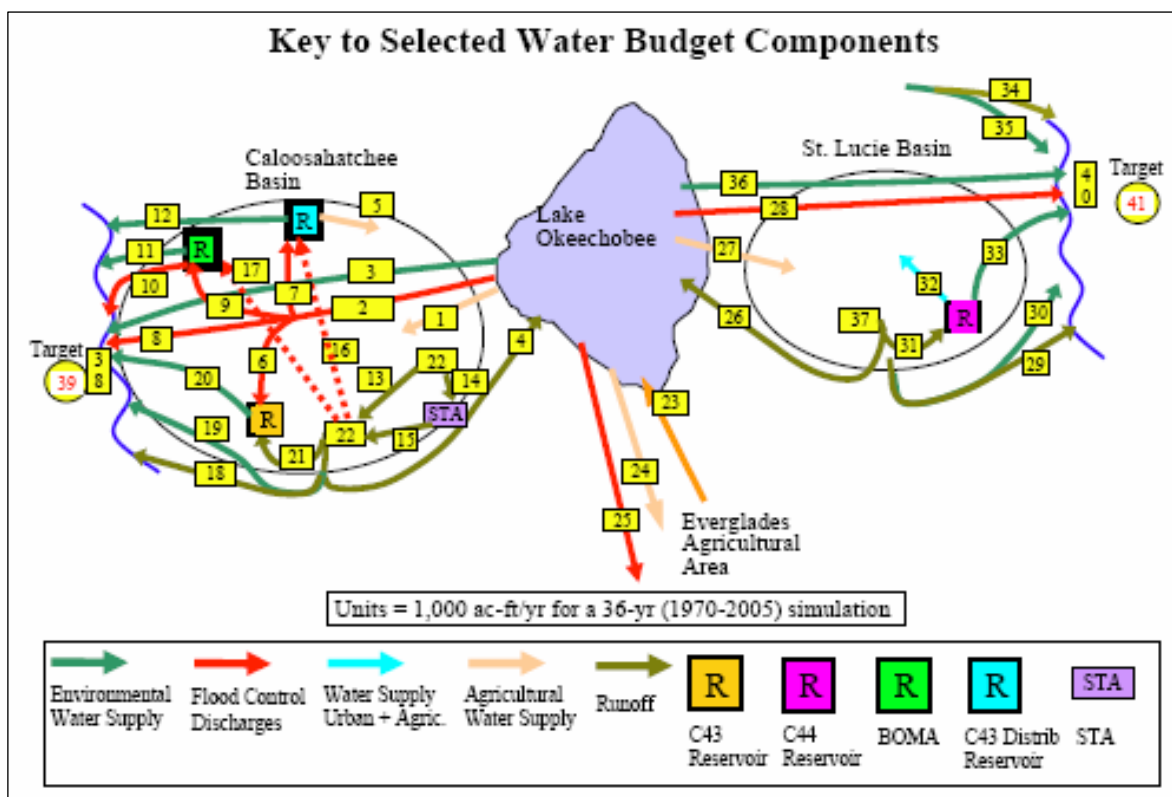 Key to Selected Water Budget Components
34
35
Caloosahatchee
Basin
St. Lucie Basin
Target
36
4
0
41
12
5
28
R
R
Lake
Okeechobee
11
27
33
17
3
10
9
7
2
32
1
26
R
30
8
4
37
31
Target
39
3
8
6
16
13
22
14
29
20
R
STA
23
19
22
15
21
18
24
25
Everglades
Agricultural
Area
Units = 1,000 ac-ft/yr for a 36-yr (1970-2005) simulation
Environmental
Water Supply
Flood Control
Discharges
Water Supply
Urban + Agric.
Agricultural
Water Supply
Runoff
R
C43
Reservoir
R
C44
Reservoir
R
BOMA
R
C43 Distrib
Reservoir
STA
STA